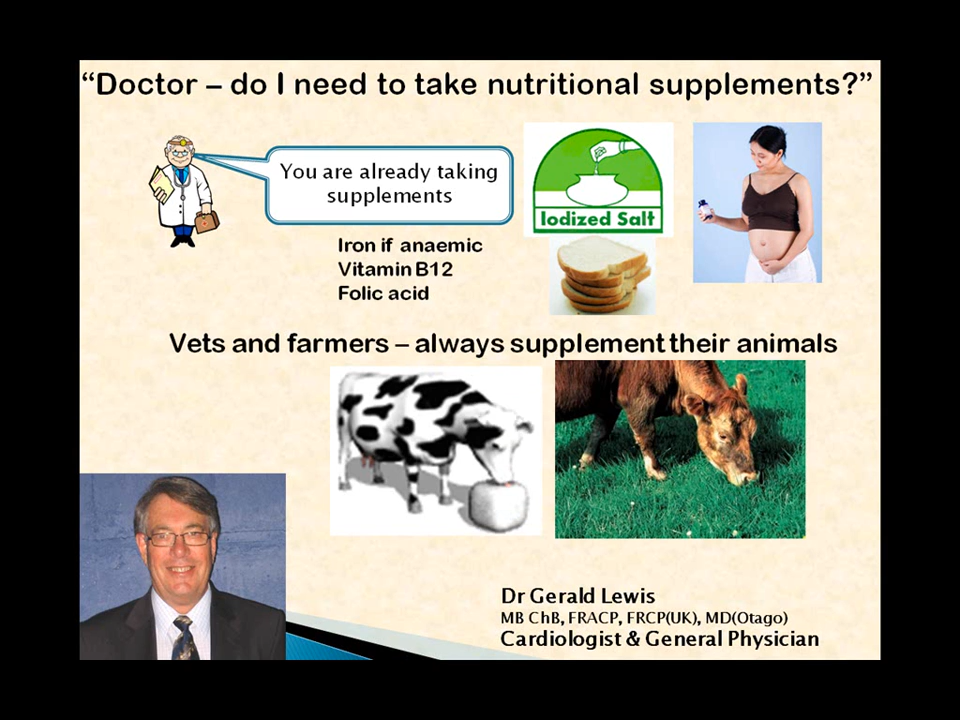 “Doctor – do I need to take nutritional supplements?”
You are already taking
supplements
Iodized Salt
Iron if anaemic
Vitamin B12
Folic acid
Vets and farmers – always supplement their animals
Dr Gerald Lewis
MB ChB, FRACP, FRCP(UK), MD(Otago)
Cardiologist & General Physician